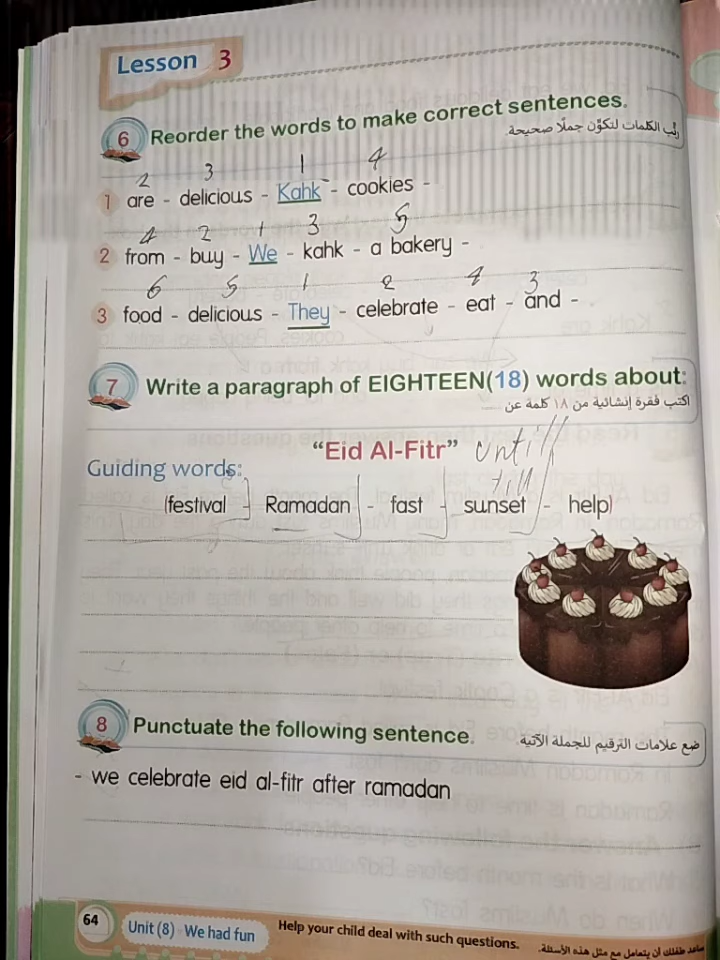 Lesson 3
6 Reorder the words to make correct sentences.
رتب الكلمات لتكوّن جملًا صحيحة.
2 3 1 4
1 are - delicious - Kahk - cookies -
4 2 1 3 5
2 from - buy - We - kahk - a bakery -
6 5 1 2 4 3
3 food - delicious - They - celebrate - eat - and -
7 Write a paragraph of EIGHTEEN(18) words about:
اكتب فقرة إنشائية من ١٨ كلمة عن
"Eid Al-Fitr" untill
Guiding words: till
(festival - Ramadan - fast - sunset - help)
8 Punctuate the following sentence.
ضع علامات الترقيم للجملة الآتية.
- we celebrate eid al-fitr after ramadan
64 Unit (8) We had fun Help your child deal with such questions. ساعد طفلك أن يتعامل مع مثل هذه الأسئلة.